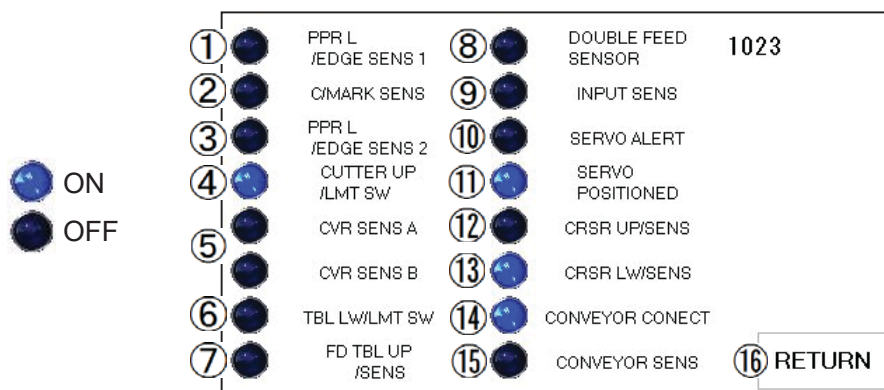 ON
OFF
① PPR L
/EDGE SENS 1
② C/MARK SENS
③ PPR L
/EDGE SENS 2
④ CUTTER UP
/LMT SW
⑤ CVR SENS A
CVR SENS B
⑥ TBL LW/LMT SW
⑦ FD TBL UP
/SENS
⑧ DOUBLE FEED
SENSOR
1023
⑨ INPUT SENS
⑩ SERVO ALERT
⑪ SERVO
POSITIONED
⑫ CRSR UP/SENS
⑬ CRSR LW/SENS
⑭ CONVEYOR CONECT
⑮ CONVEYOR SENS
⑯ RETURN